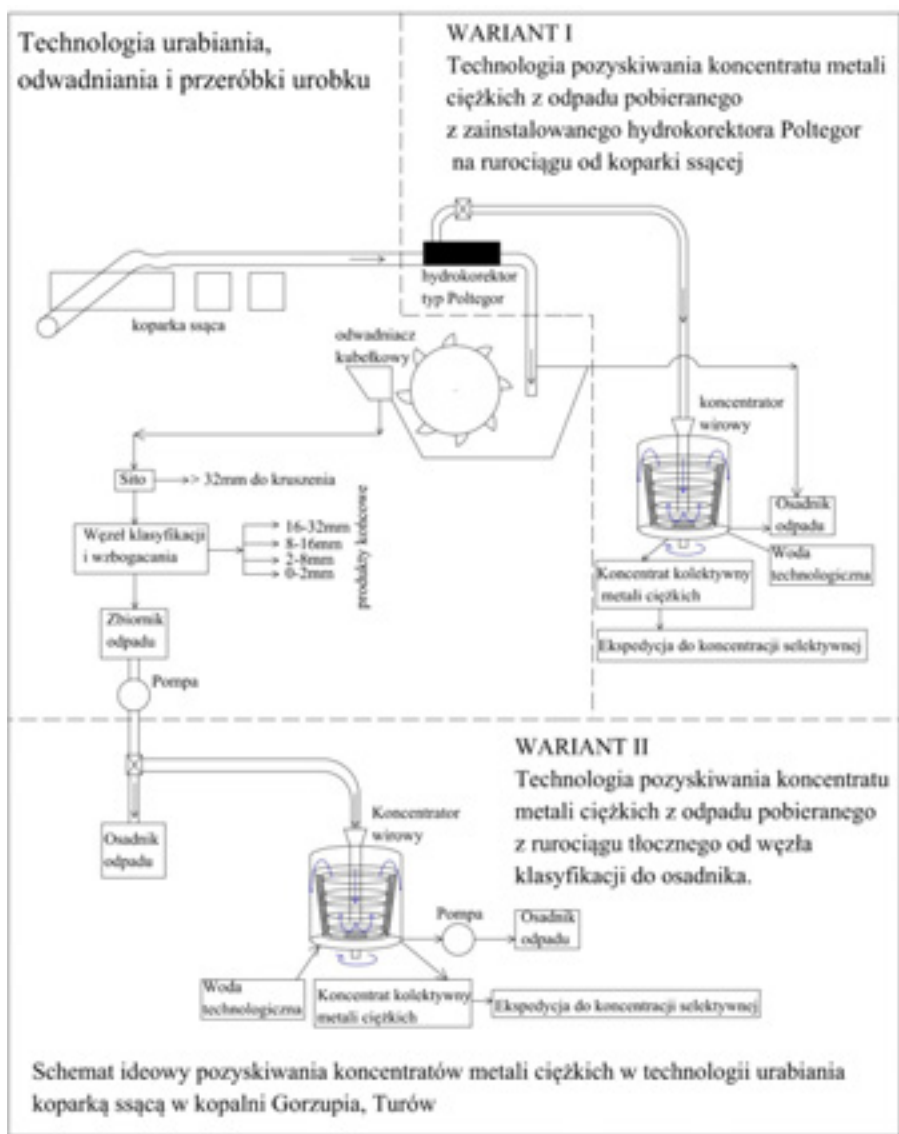 Technologia urabiania,
odwadniania i przeróbki urobku
WARIANT I
Technologia pozyskiwania koncentratu metali
ciężkich z odpadu pobieranego
z zainstalowanego hydrokorektora Poltegor
na rurociągu od koparki ssącej
hydrokorektor
typ Poltegor
koparka ssąca
odwadniacz
kubełkowy
koncentrator
wirowy
Sito
> 32mm do kruszenia
Węzeł klasyfikacji
i wzbogacania
16-32mm
8-16mm
2-8mm
0-2mm
produkty końcowe
Osadnik
odpadu
Woda
technologiczna
Koncentrat kolektywny
metali ciężkich
Ekspedycja do koncentracji selektywnej
Zbiornik
odpadu
Pompa
Osadnik
odpadu
WARIANT II
Technologia pozyskiwania koncentratu
metali ciężkich z odpadu pobieranego
z rurociągu tłocznego od węzła
klasyfikacji do osadnika.
Koncentrator
wirowy
Pompa
Osadnik
odpadu
Woda
technologiczna
Koncentrat kolektywny
metali ciężkich
Ekspedycja do koncentracji selektywnej
Schemat ideowy pozyskiwania koncentratów metali ciężkich w technologii urabiania
koparką ssącą w kopalni Gorzupia, Turów